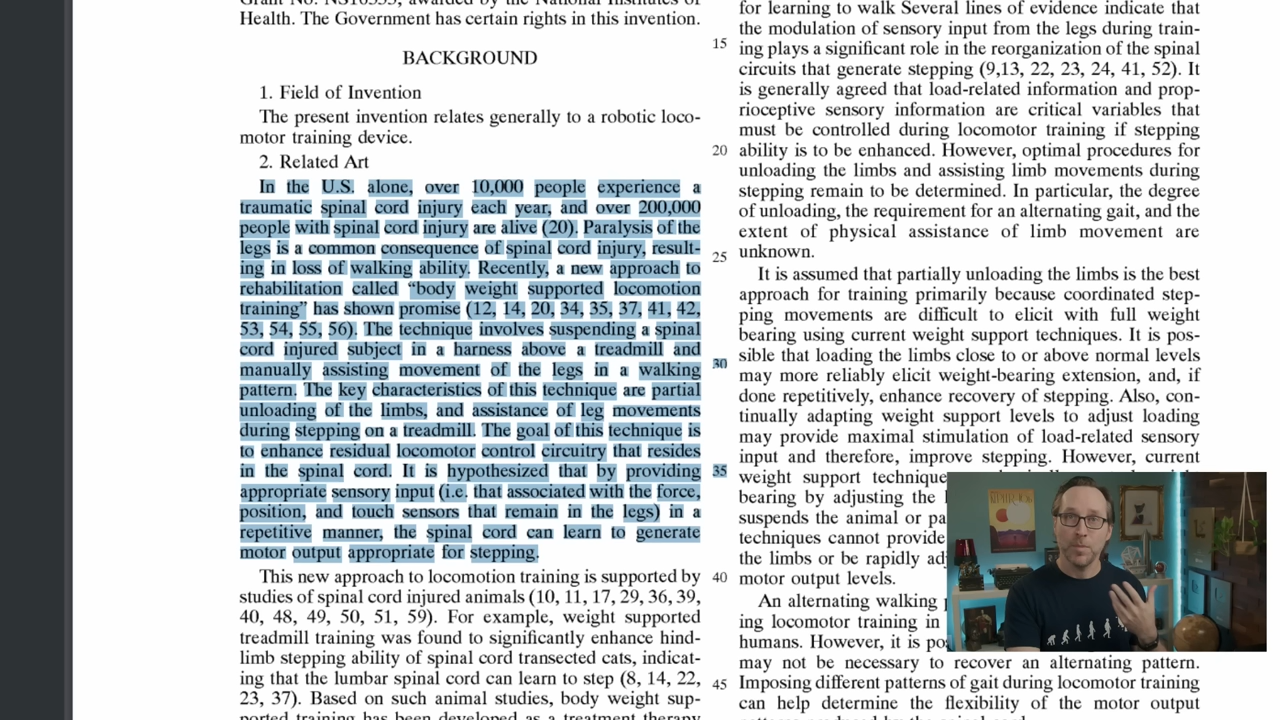 Grant No. NS16333, awarded by the National Institutes of
Health. The Government has certain rights in this invention.
BACKGROUND
1. Field of Invention
The present invention relates generally to a robotic loco-
motor training device.
2. Related Art
In the U.S. alone, over 10,000 people experience a
traumatic spinal cord injury each year, and over 200,000
people with spinal cord injury are alive (20). Paralysis of the
legs is a common consequence of spinal cord injury, result-
ing in loss of walking ability. Recently, a new approach to
rehabilitation called “body weight supported locomotion
training” has shown promise (12, 14, 20, 34, 35, 37, 41, 42,
53, 54, 55, 56). The technique involves suspending a spinal
cord injured subject in a harness above a treadmill and
manually assisting movement of the legs in a walking
pattern. The key characteristics of this technique are partial
unloading of the limbs, and assistance of leg movements
during stepping on a treadmill. The goal of this technique is
to enhance residual locomotor control circuitry that resides
in the spinal cord. It is hypothesized that by providing
appropriate sensory input (i.e. that associated with the force,
position, and touch sensors that remain in the legs) in a
repetitive manner, the spinal cord can learn to generate
motor output appropriate for stepping.
This new approach to locomotion training is supported by
studies of spinal cord injured animals (10, 11, 17, 29, 36, 39,
40, 48, 49, 50, 51, 59). For example, weight supported
treadmill training was found to significantly enhance hind-
limb stepping ability of spinal cord transected cats, indicat-
ing that the lumbar spinal cord can learn to step (8, 14, 22,
23, 37). Based on such animal studies, body weight sup-
ported training has been developed as a treatment therapy
15
20
25
30
35
40
45
for learning to walk Several lines of evidence indicate that
the modulation of sensory input from the legs during train-
ing plays a significant role in the reorganization of the spinal
circuits that generate stepping (9,13, 22, 23, 24, 41, 52). It
is generally agreed that load-related information and prop-
rioceptive sensory information are critical variables that
must be controlled during locomotor training if stepping
ability is to be enhanced. However, optimal procedures for
unloading the limbs and assisting limb movements during
stepping remain to be determined. In particular, the degree
of unloading, the requirement for an alternating gait, and the
extent of physical assistance of limb movement are
unknown.
It is assumed that partially unloading the limbs is the best
approach for training primarily because coordinated step-
ping movements are difficult to elicit with full weight
bearing using current weight support techniques. It is pos-
sible that loading the limbs close to or above normal levels
may more reliably elicit weight-bearing extension, and, if
done repetitively, enhance recovery of stepping. Also, con-
tinually adapting weight support levels to adjust loading
may provide maximal stimulation of load-related sensory
input and therefore, improve stepping. However, current
weight support technique
bearing by adjusting the
suspends the animal or pa
techniques cannot provide
the limbs or be rapidly adj
motor output levels.
An alternating walking
ing locomotor training in
humans. However, it is po
may not be necessary to recover an alternating pattern.
Imposing different patterns of gait during locomotor training
can help determine the flexibility of the motor output